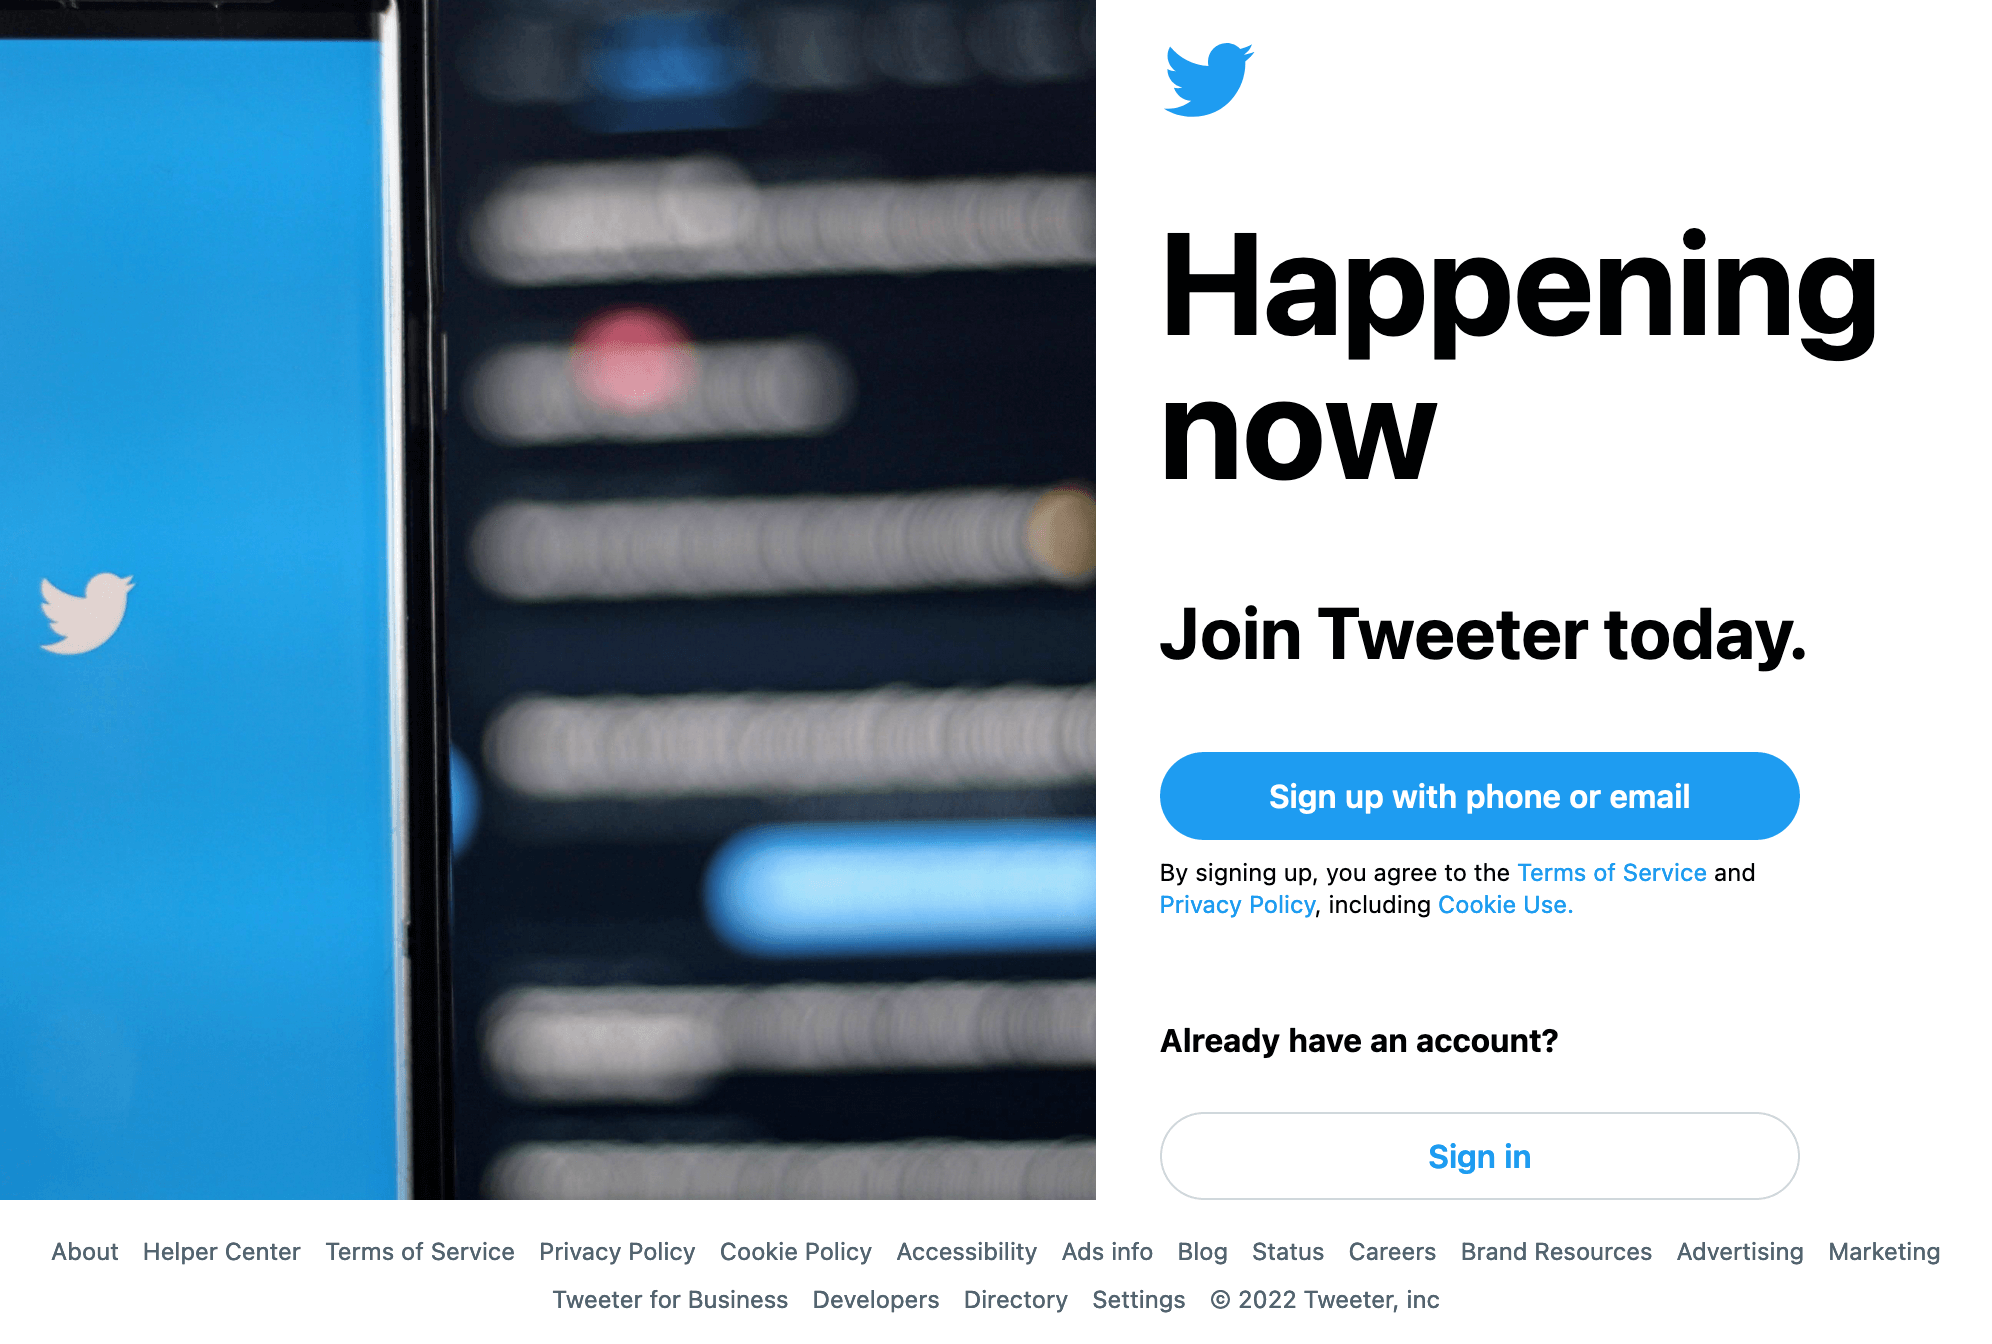 Happening
now
Join Tweeter today.
Sign up with phone or email
By signing up, you agree to the Terms of Service and
Privacy Policy, including Cookie Use.
Already have an account?
Sign in
About Helper Center Terms of Service Privacy Policy Cookie Policy Accessibility Ads info Blog Status Careers Brand Resources Advertising Marketing
Tweeter for Business Developers Directory Settings © 2022 Tweeter, inc